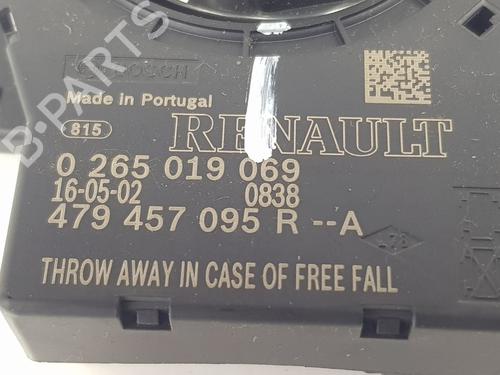 B-PARTS
BOSCH
Made in Portugal
815
RENAULT
0 265 019 069
16-05-02 0838
479 457 095 R --A
THROW AWAY IN CASE OF FREE FALL